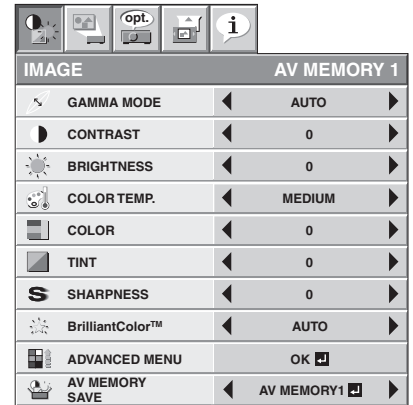 opt.
i
IMAGE AV MEMORY 1
GAMMA MODE AUTO
CONTRAST 0
BRIGHTNESS 0
COLOR TEMP. MEDIUM
COLOR 0
TINT 0
S SHARPNESS 0
BrilliantColor™ AUTO
ADVANCED MENU OK
AV MEMORY
SAVE AV MEMORY1